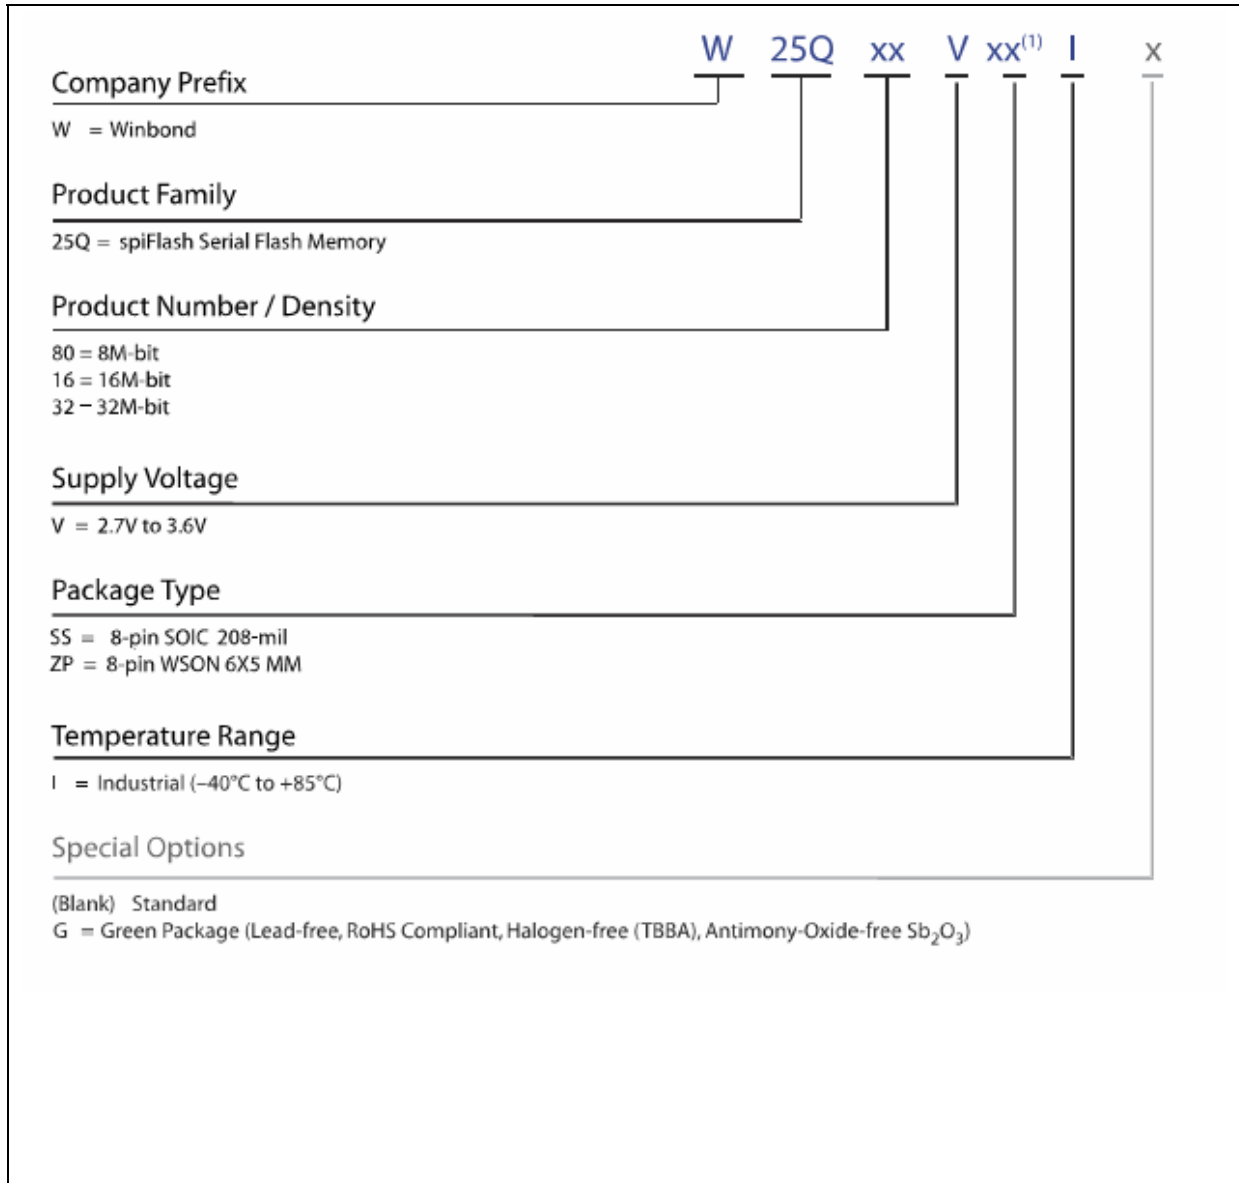 W 25Q xx V xx(1) I x
Company Prefix
W = Winbond
Product Family
25Q = spiFlash Serial Flash Memory
Product Number / Density
80 = 8M-bit
16 = 16M-bit
32 – 32M-bit
Supply Voltage
V = 2.7V to 3.6V
Package Type
SS = 8-pin SOIC 208-mil
ZP = 8-pin WSON 6X5 MM
Temperature Range
I = Industrial (–40°C to +85°C)
Special Options
(Blank) Standard
G = Green Package (Lead-free, RoHS Compliant, Halogen-free (TBBA), Antimony-Oxide-free Sb₂O₃)